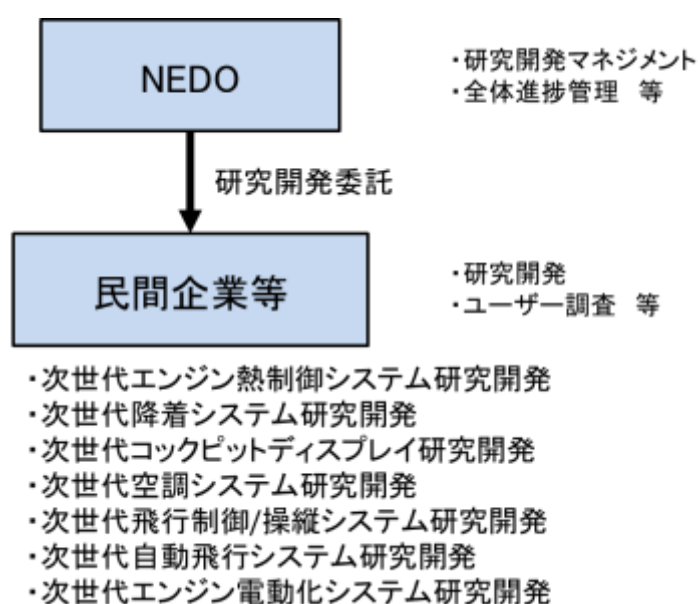 NEDO
・研究開発マネジメント
・全体進捗管理　等
研究開発委託
民間企業等
・研究開発
・ユーザー調査　等
・次世代エンジン熱制御システム研究開発
・次世代降着システム研究開発
・次世代コックピットディスプレイ研究開発
・次世代空調システム研究開発
・次世代飛行制御/操縦システム研究開発
・次世代自動飛行システム研究開発
・次世代エンジン電動化システム研究開発